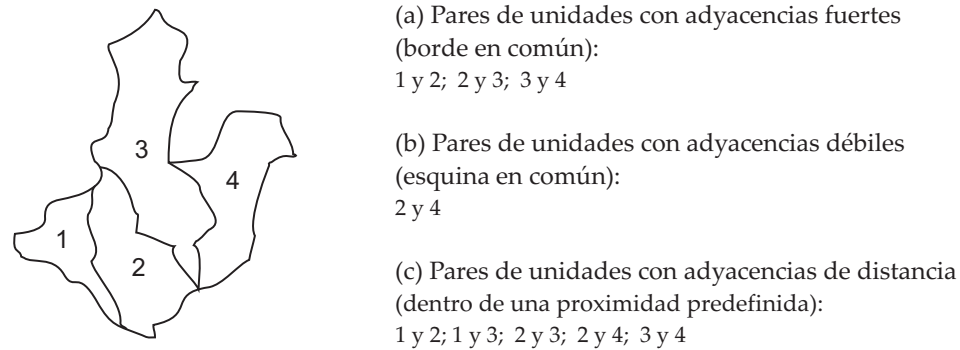 3
4
1
2
(a) Pares de unidades con adyacencias fuertes
(borde en común):
1 y 2; 2 y 3; 3 y 4
(b) Pares de unidades con adyacencias débiles
(esquina en común):
2 y 4
(c) Pares de unidades con adyacencias de distancia
(dentro de una proximidad predefinida):
1 y 2; 1 y 3; 2 y 3; 2 y 4; 3 y 4